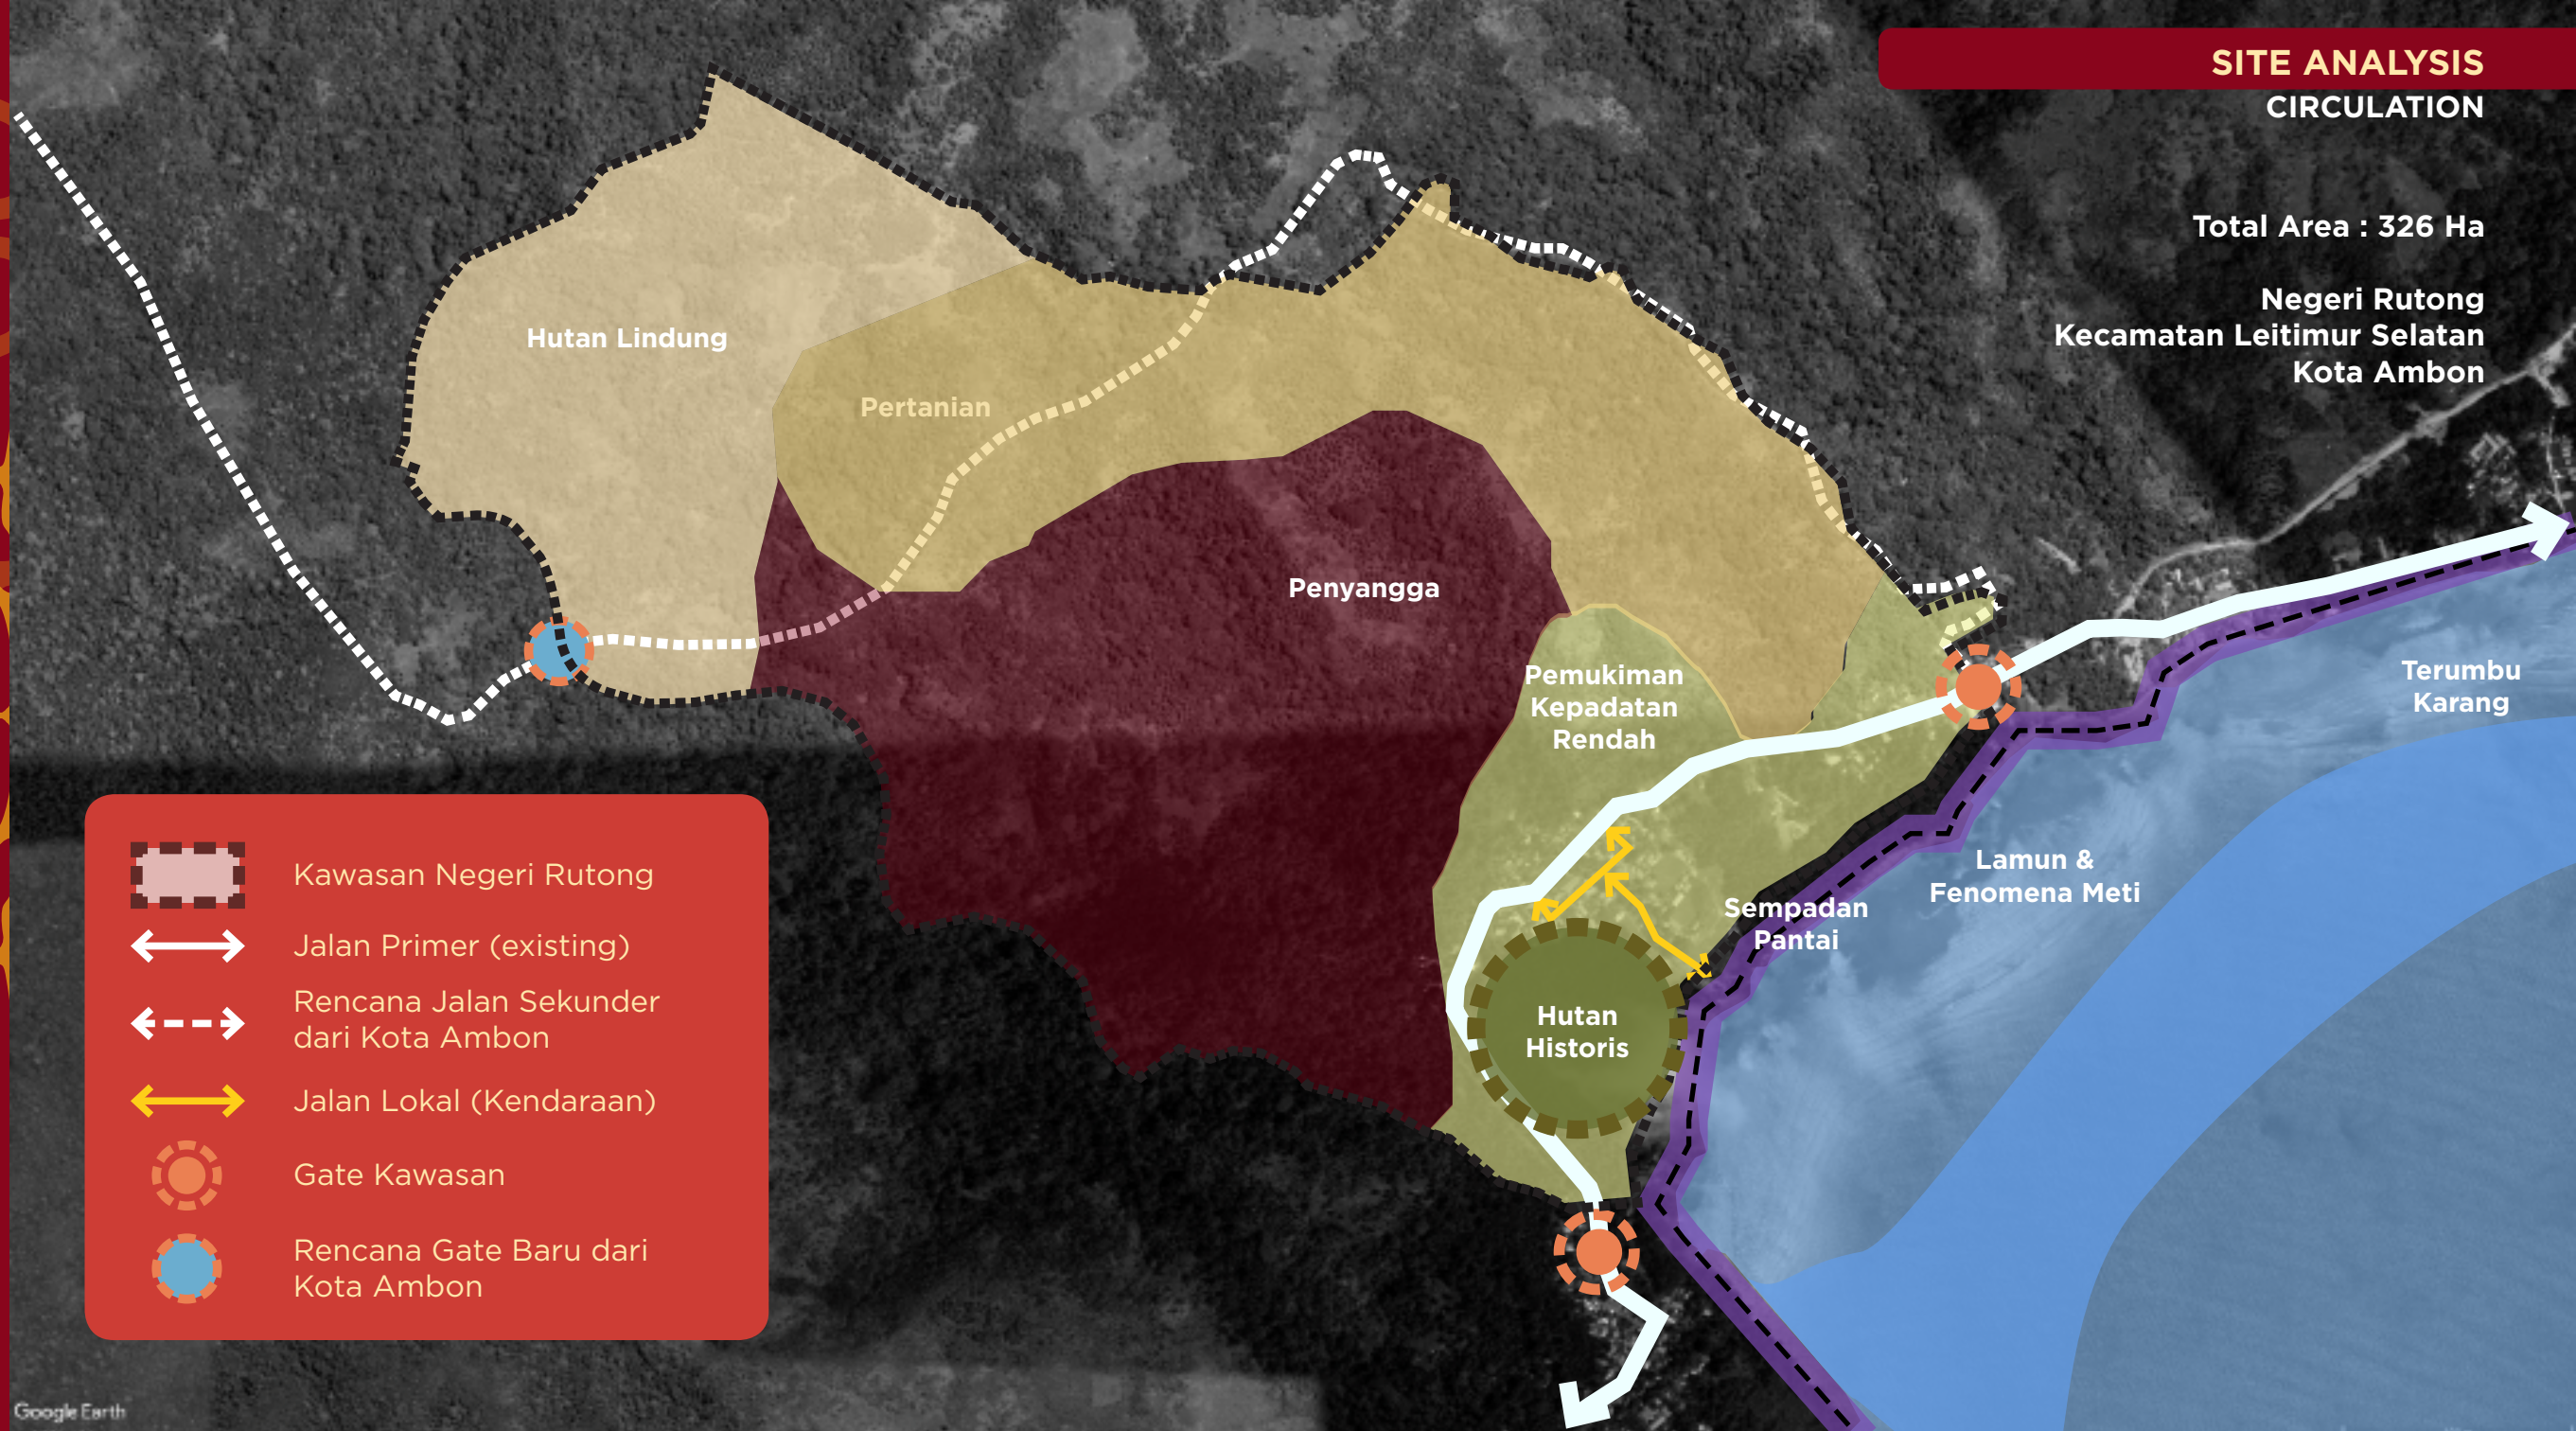 SITE ANALYSIS
CIRCULATION
Total Area : 326 Ha
Negeri Rutong
Kecamatan Leitimur Selatan
Kota Ambon
Hutan Lindung
Pertanian
Penyangga
Pemukiman
Kepadatan
Rendah
Terumbu
Karang
Lamun &
Fenomena Meti
Sempadan
Pantai
Hutan
Historis
Kawasan Negeri Rutong
Jalan Primer (existing)
Rencana Jalan Sekunder
dari Kota Ambon
Jalan Lokal (Kendaraan)
Gate Kawasan
Rencana Gate Baru dari
Kota Ambon
Google Earth